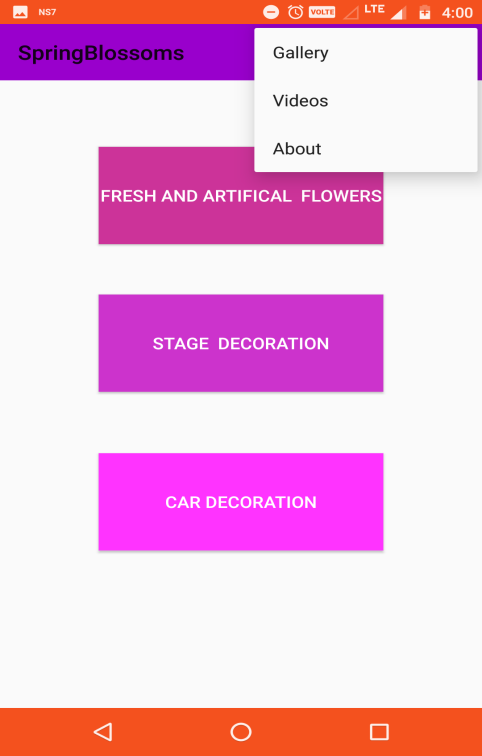 NS7 VOLTE LTE 4:00
SpringBlossoms
Gallery
Videos
About
FRESH AND ARTIFICAL FLOWERS
STAGE DECORATION
CAR DECORATION